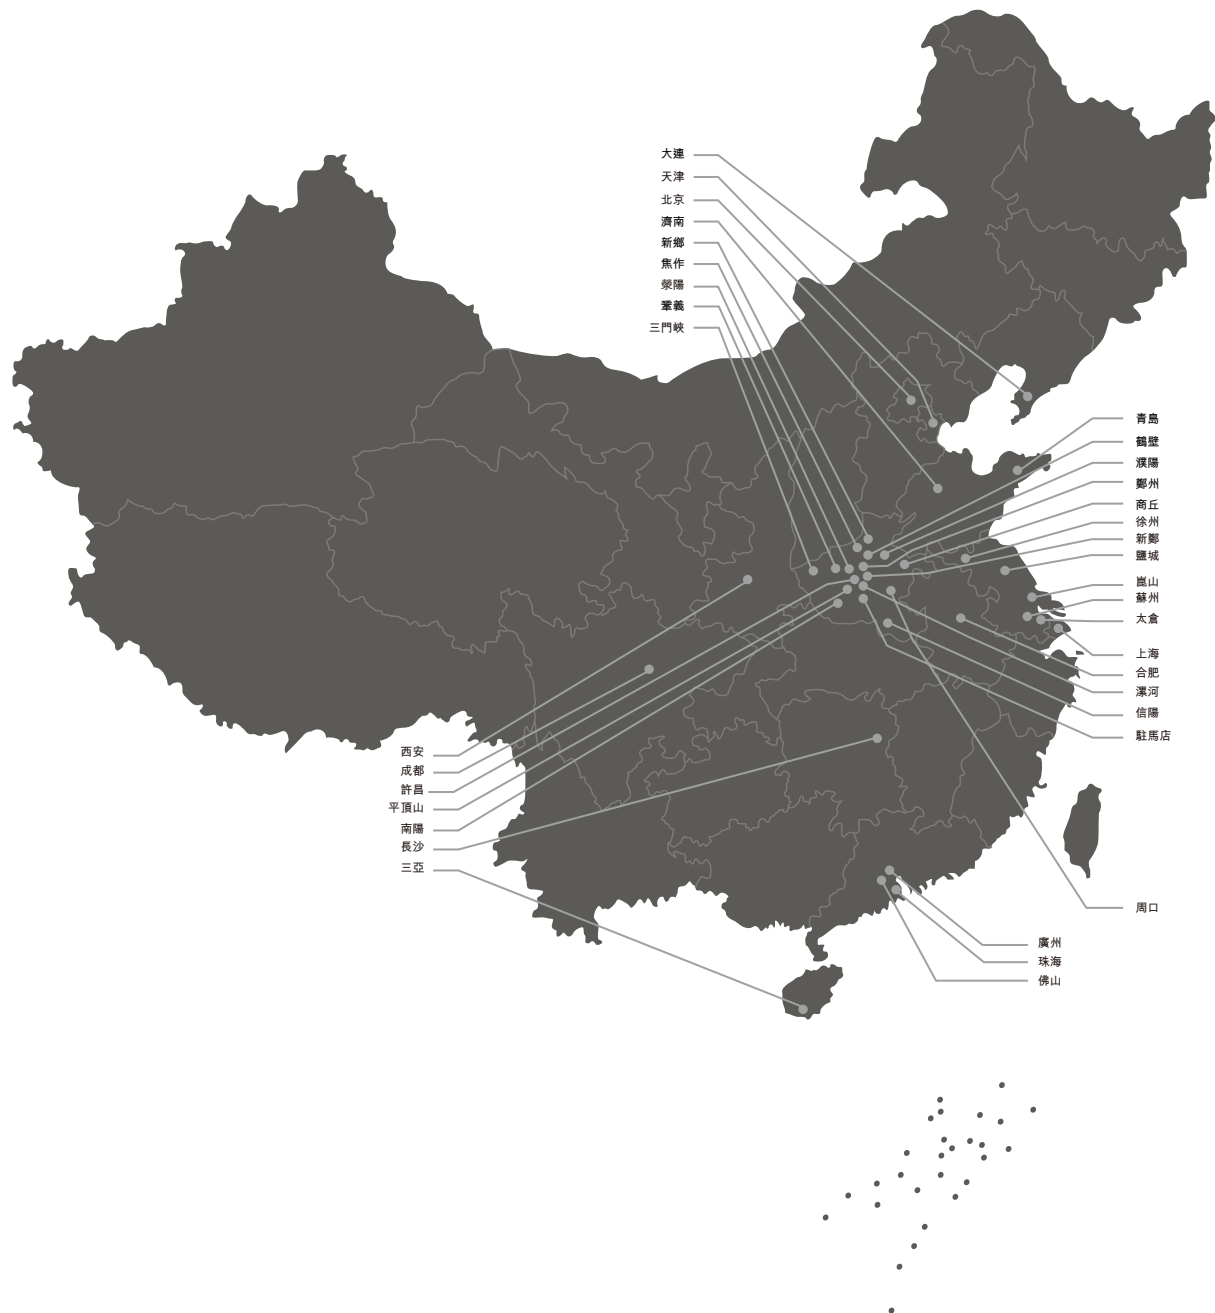 大連
天津
北京
濟南
新鄉
焦作
滎陽
鞏義
三門峽
青島
鶴壁
濮陽
鄭州
商丘
徐州
新鄭
鹽城
崑山
蘇州
太倉
上海
合肥
漯河
信陽
駐馬店
西安
成都
許昌
平頂山
南陽
長沙
三亞
周口
廣州
珠海
佛山